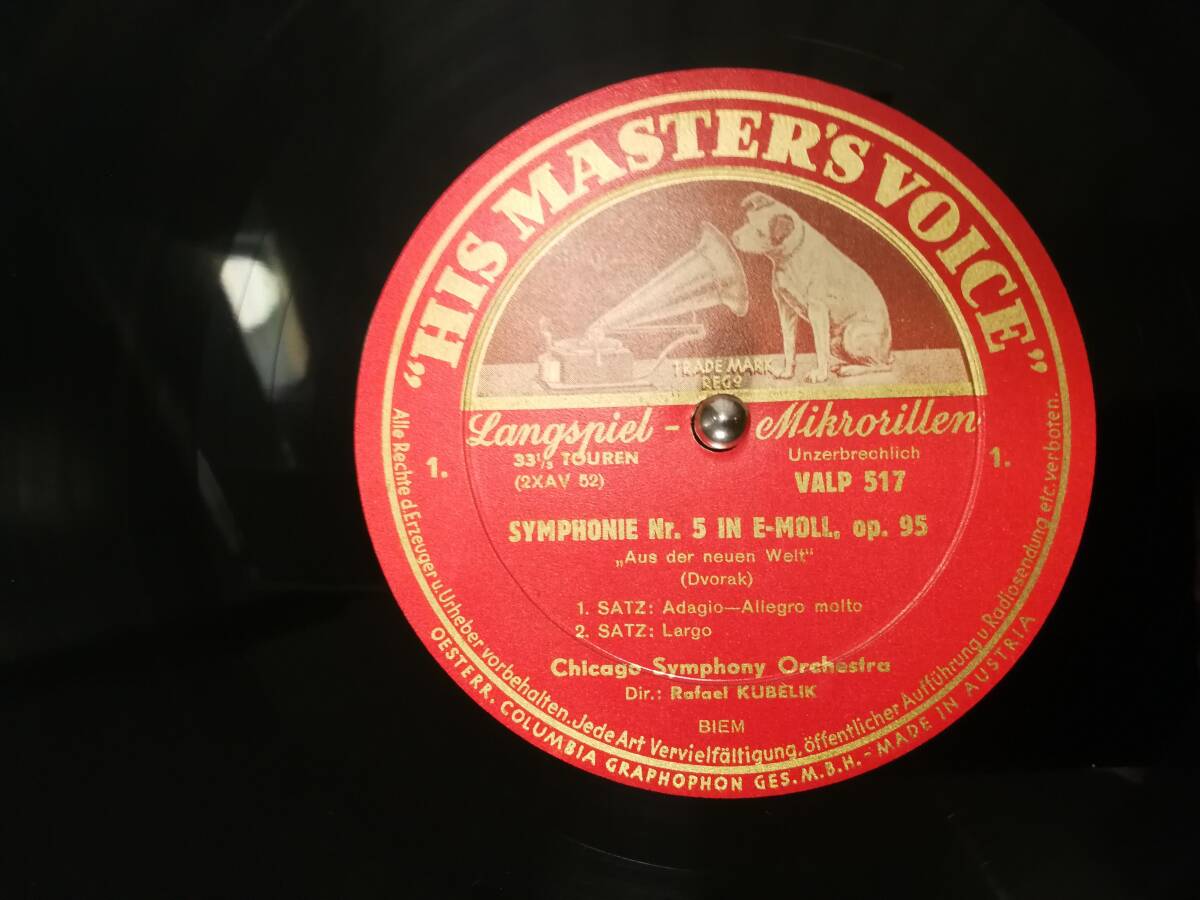 "HIS MASTER'S VOICE"
TRADE MARK
REGD
Langspiel - Mikrorillen
33⅓ TOUREN
Unzerbrechlich
1.
(2XAV 52)
VALP 517
1.
SYMPHONIE Nr. 5 IN E-MOLL, op. 95
„Aus der neuen Welt"
(Dvorak)
1. SATZ: Adagio—Allegro molto
2. SATZ: Largo
Chicago Symphony Orchestra
Dir.: Rafael KUBELIK
BIEM
Alle Rechte d. Erzeuger u. Urheber vorbehalten. Jede Art Vervielfältigung, öffentlicher Aufführung u. Radiosendung etc. verboten.
OESTERR. COLUMBIA GRAPHOPHON GES. M.B.H. - MADE IN AUSTRIA